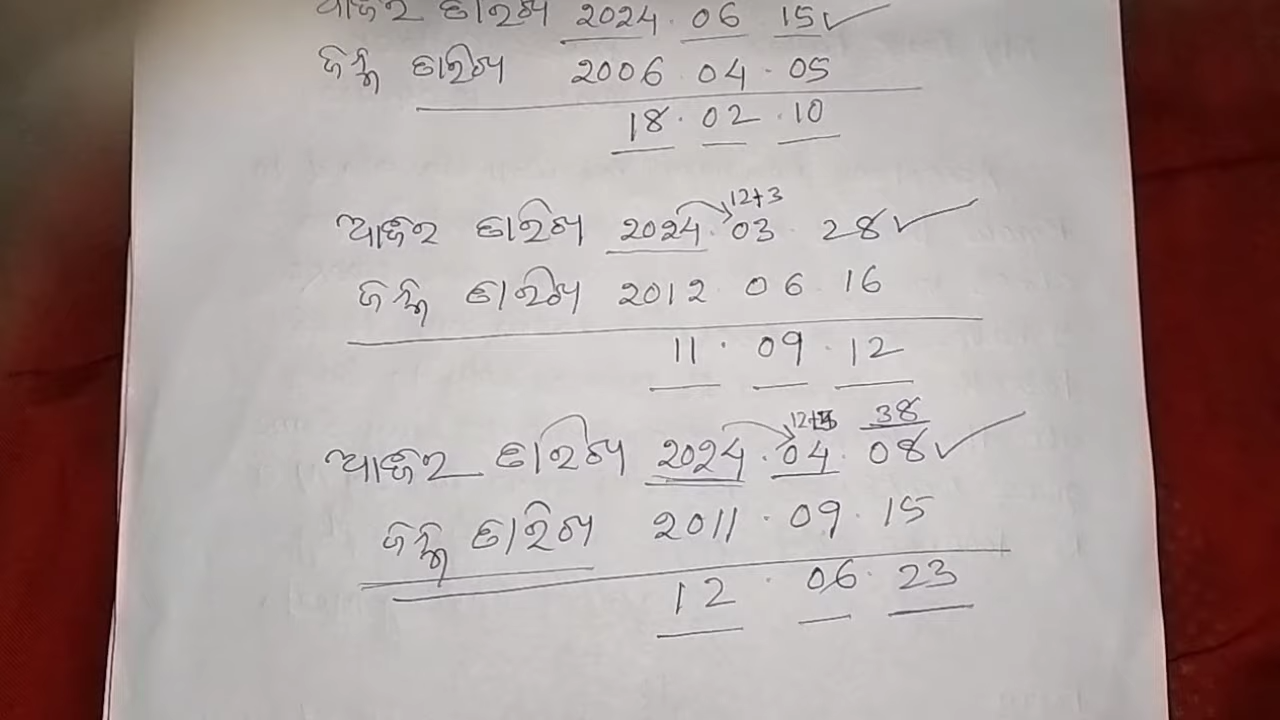 ଆଜିର ତାରିଖ 2024 . 06 15 ✓
ଜନ୍ମ ତାରିଖ 2006 . 04 . 05
18 . 02 . 10
12+3
ଆଜିର ତାରିଖ 2024 . 03 . 28 ✓
ଜନ୍ମ ତାରିଖ 2012 06 16
11 . 09 . 12
38
ଆଜିର ତାରିଖ 2024 . 04 . 08 ✓
ଜନ୍ମ ତାରିଖ 2011 . 09 . 15
12 . 06 . 23